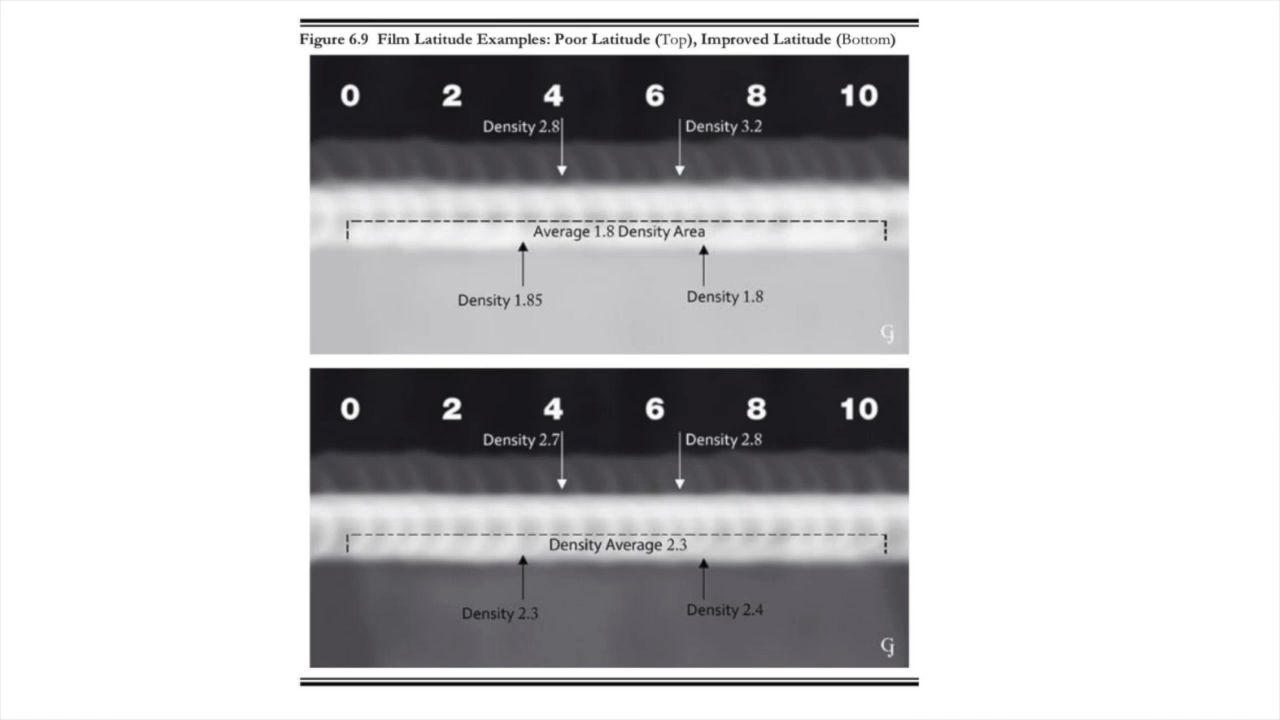 Figure 6.9 Film Latitude Examples: Poor Latitude (Top), Improved Latitude (Bottom)
0 2 4 6 8 10
Density 2.8 Density 3.2
Average 1.8 Density Area
Density 1.85 Density 1.8
G
0 2 4 6 8 10
Density 2.7 Density 2.8
Density Average 2.3
Density 2.3 Density 2.4
G